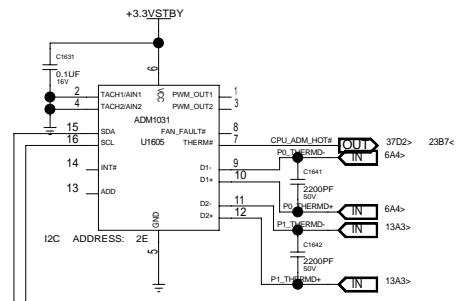 +3.3VSTBY
C1631
0.1UF
16V
6
VCC
2 TACH1/AIN1 PWM_OUT1 1
4 TACH2/AIN2 PWM_OUT2 3
ADM1031
15 SDA FAN_FAULT# 8
16 SCL U1605 THERM# 7 CPU_ADM_HOT# OUT 37D2> 23B7<
P0_THERMD- IN 6A4>
14 INT# D1- 9
D1+ 10 C1641
13 ADD 2200PF
50V
D2- 11 P0_THERMD+ IN 6A4>
D2+ 12 P1_THERMD- IN 13A3>
GND
I2C ADDRESS: 2E 5
C1642
2200PF
50V
P1_THERMD+ IN 13A3>